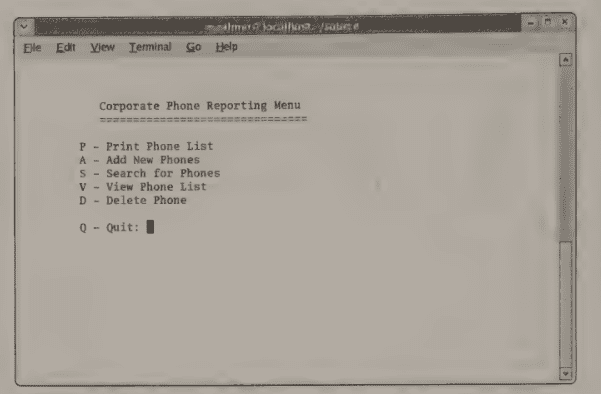 File Edit View Terminal Go Help
Corporate Phone Reporting Menu
==============================
P - Print Phone List
A - Add New Phones
S - Search for Phones
V - View Phone List
D - Delete Phone
Q - Quit: